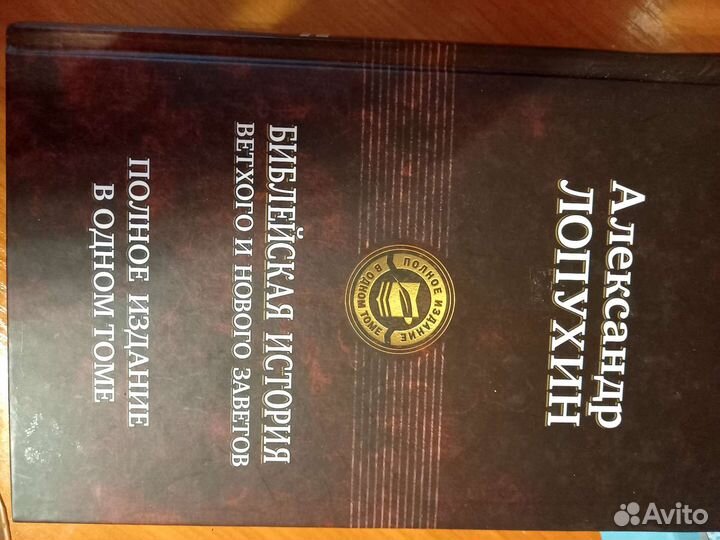 Александр
ЛОПУХИН
ПОЛНОЕ ИЗДАНИЕ
В ОДНОМ ТОМЕ
БИБЛЕЙСКАЯ ИСТОРИЯ
ВЕТХОГО И НОВОГО ЗАВЕТОВ
ПОЛНОЕ ИЗДАНИЕ
В ОДНОМ ТОМЕ
Avito